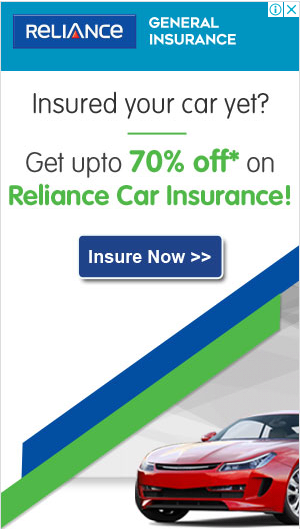 RELIANCE
GENERAL
INSURANCE
Insured your car yet?
Get upto 70% off* on
Reliance Car Insurance!
Insure Now >>